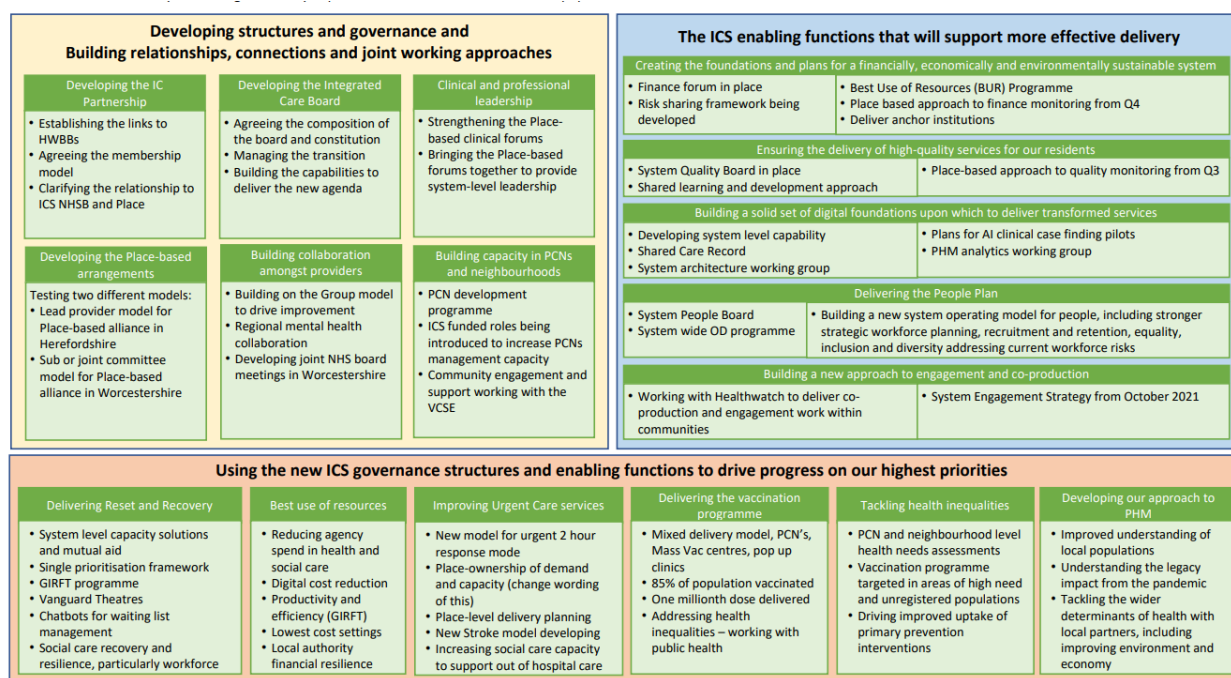 Developing structures and governance and
Building relationships, connections and joint working approaches
Developing the IC
Partnership
• Establishing the links to
HWBBs
• Agreeing the membership
model
• Clarifying the relationship to
ICS NHSB and Place
Developing the Integrated
Care Board
• Agreeing the composition of
the board and constitution
• Managing the transition
• Building the capabilities to
deliver the new agenda
Clinical and professional
leadership
• Strengthening the Place-
based clinical forums
• Bringing the Place-based
forums together to provide
system-level leadership
Developing the Place-based
arrangements
Testing two different models:
• Lead provider model for
Place-based alliance in
Herefordshire
• Sub or joint committee
model for Place-based
alliance in Worcestershire
Building collaboration
amongst providers
• Building on the Group model
to drive improvement
• Regional mental health
collaboration
• Developing joint NHS board
meetings in Worcestershire
Building capacity in PCNs
and neighbourhoods
• PCN development
programme
• ICS funded roles being
introduced to increase PCNs
management capacity
• Community engagement and
support working with the
VCSE
The ICS enabling functions that will support more effective delivery
Creating the foundations and plans for a financially, economically and environmentally sustainable system
• Finance forum in place
• Risk sharing framework being
developed
• Best Use of Resources (BUR) Programme
• Place based approach to finance monitoring from Q4
• Deliver anchor institutions
Ensuring the delivery of high-quality services for our residents
• System Quality Board in place
• Shared learning and development approach
• Place-based approach to quality monitoring from Q3
Building a solid set of digital foundations upon which to deliver transformed services
• Developing system level capability
• Shared Care Record
• System architecture working group
• Plans for AI clinical case finding pilots
• PHM analytics working group
Delivering the People Plan
• System People Board
• System wide OD programme
• Building a new system operating model for people, including stronger
strategic workforce planning, recruitment and retention, equality,
inclusion and diversity addressing current workforce risks
Building a new approach to engagement and co-production
• Working with Healthwatch to deliver co-
production and engagement work within
communities
• System Engagement Strategy from October 2021
Using the new ICS governance structures and enabling functions to drive progress on our highest priorities
Delivering Reset and Recovery
• System level capacity solutions
and mutual aid
• Single prioritisation framework
• GIRFT programme
• Vanguard Theatres
• Chatbots for waiting list
management
• Social care recovery and
resilience, particularly workforce
Best use of resources
• Reducing agency
spend in health and
social care
• Digital cost reduction
• Productivity and
efficiency (GIRFT)
• Lowest cost settings
• Local authority
financial resilience
Improving Urgent Care services
• New model for urgent 2 hour
response mode
• Place-ownership of demand
and capacity (change wording
of this)
• Place-level delivery planning
• New Stroke model developing
• Increasing social care capacity
to support out of hospital care
Delivering the vaccination
programme
• Mixed delivery model, PCN's,
Mass Vac centres, pop up
clinics
• 85% of population vaccinated
• One millionth dose delivered
• Addressing health
inequalities – working with
public health
Tackling health inequalities
• PCN and neighbourhood level
health needs assessments
• Vaccination programme
targeted in areas of high need
and unregistered populations
• Driving improved uptake of
primary prevention
interventions
Developing our approach to
PHM
• Improved understanding of
local populations
• Understanding the legacy
impact from the pandemic
• Tackling the wider
determinants of health with
local partners, including
improving environment and
economy